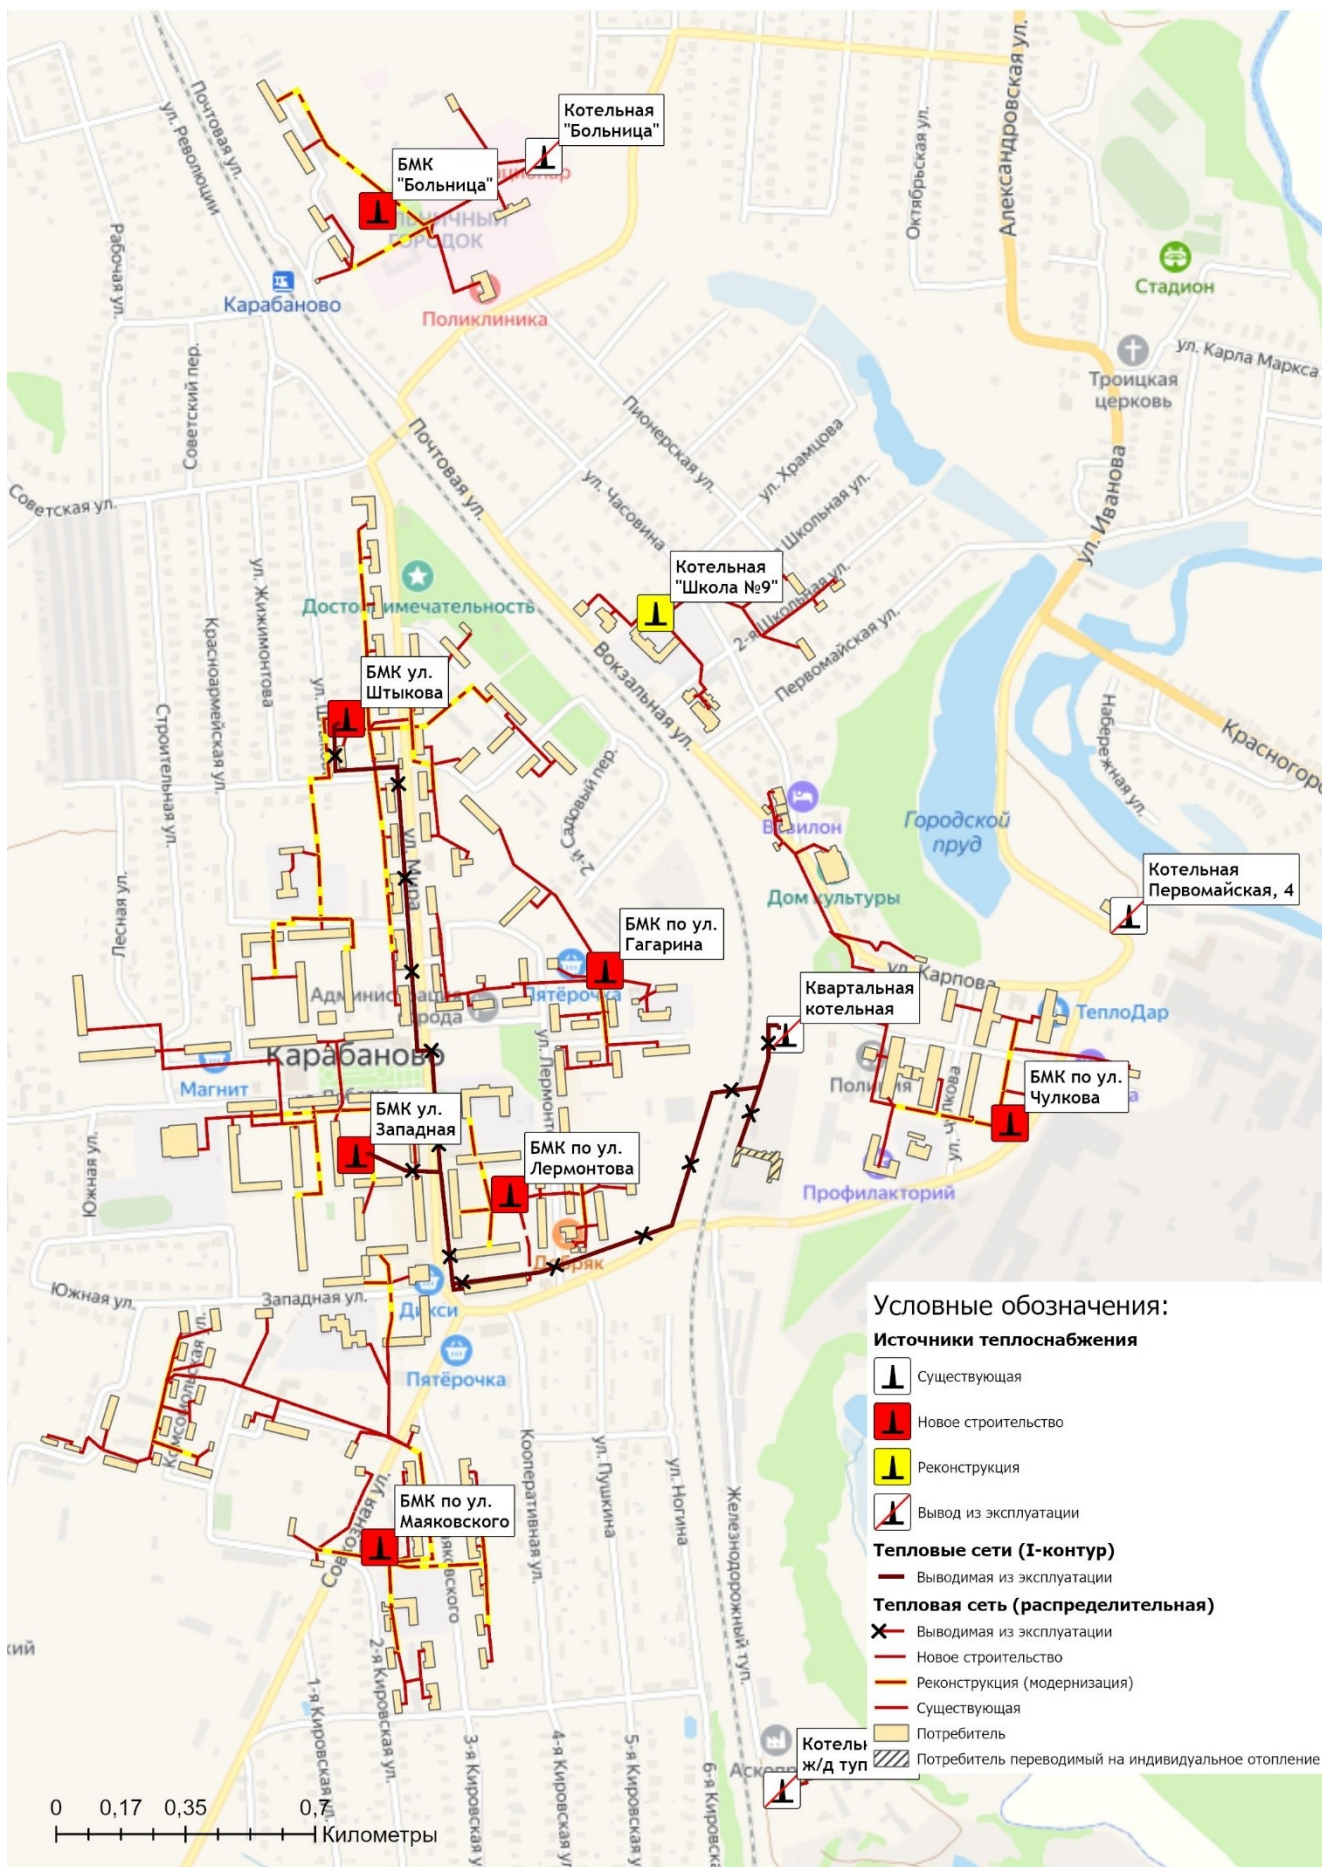 Почтовая ул.
ул. Революции
Рабочая ул.
Котельная
"Больница"
БМК
"Больница"
ГОРОДОК
Поликлиника
Карабаново
Октябрьская ул.
Александровская ул.
Стадион
ул. Карла Маркса
Троицкая
церковь
ул. Иванова
Советский пер.
Советская ул.
Почтовая ул.
Пионерская ул.
ул. Храмцова
ул. Часовина
Школьная ул.
2-я Школьная ул.
Первомайская ул.
Котельная
"Школа №9"
ул. Жижимонтова
Красноармейская ул.
Строительная ул.
Лесная ул.
БМК ул.
Штыкова
Вокзальная ул.
2-й Садовый пер.
ул. Мира
Набережная ул.
Городской
пруд
Дом культуры
Котельная
Первомайская, 4
БМК по ул.
Гагарина
Пятёрочка
ул. Карпова
Квартальная
котельная
ТеплоДар
БМК по ул.
Чулкова
Профилакторий
Карабаново
Магнит
БМК ул.
Западная
БМК по ул.
Лермонтова
Южная ул.
Южная ул.
Западная ул.
Дикси
Добряк
Пятёрочка
Комсомольская ул.
Совхозная ул.
БМК по ул.
Маяковского
Кооперативная ул.
ул. Пушкина
ул. Ногина
Железнодорожный туп.
1-я Кировская ул.
2-я Кировская ул.
3-я Кировская ул.
4-я Кировская ул.
5-я Кировская ул.
6-я Кировская
Котельн
ж/д туп
0 0,17 0,35 0,7
Километры
Условные обозначения:
Источники теплоснабжения
Существующая
Новое строительство
Реконструкция
Вывод из эксплуатации
Тепловые сети (I-контур)
Выводимая из эксплуатации
Тепловая сеть (распределительная)
Выводимая из эксплуатации
Новое строительство
Реконструкция (модернизация)
Существующая
Потребитель
Потребитель переводимый на индивидуальное отопление